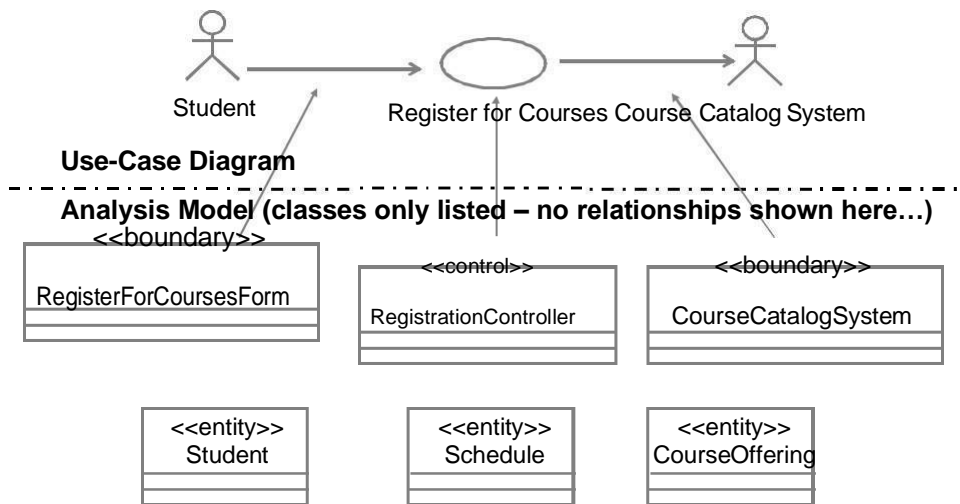 Student
Register for Courses Course Catalog System
Use-Case Diagram
Analysis Model (classes only listed – no relationships shown here…)
<<boundary>>
RegisterForCoursesForm
<<control>>
RegistrationController
<<boundary>>
CourseCatalogSystem
<<entity>>
Student
<<entity>>
Schedule
<<entity>>
CourseOffering